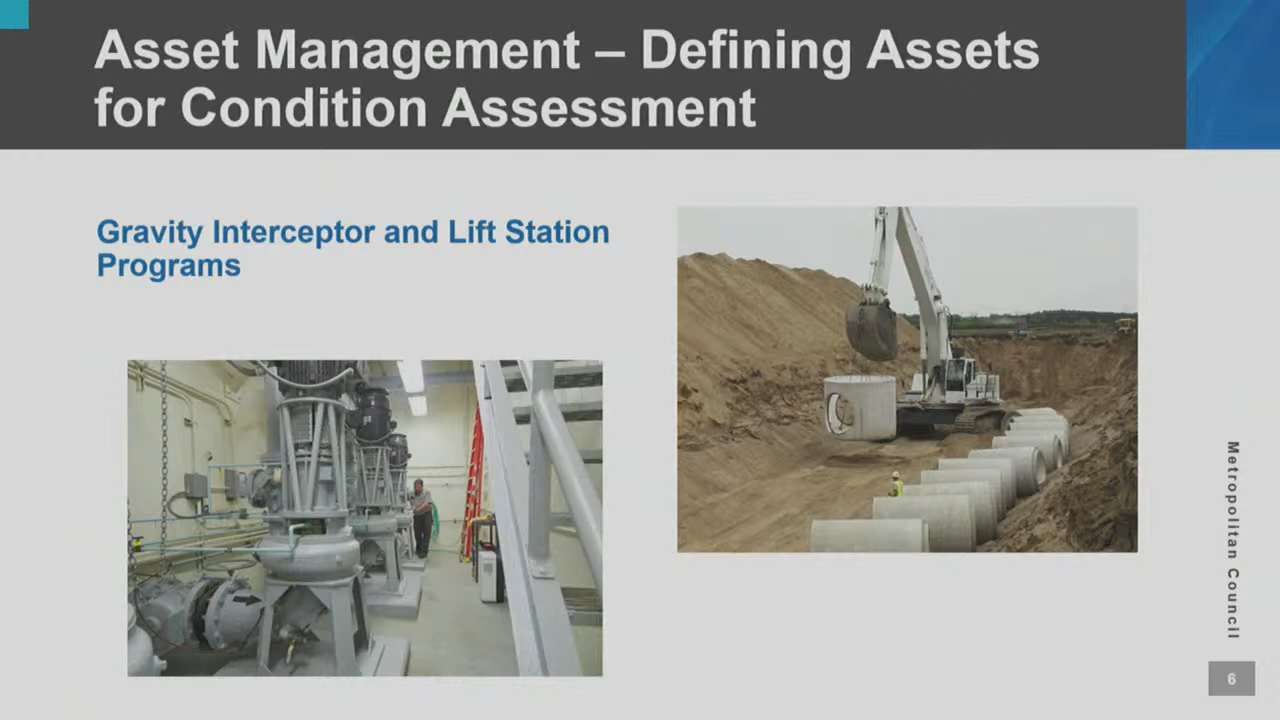 Asset Management – Defining Assets
for Condition Assessment
Gravity Interceptor and Lift Station
Programs
Metropolitan Council
6